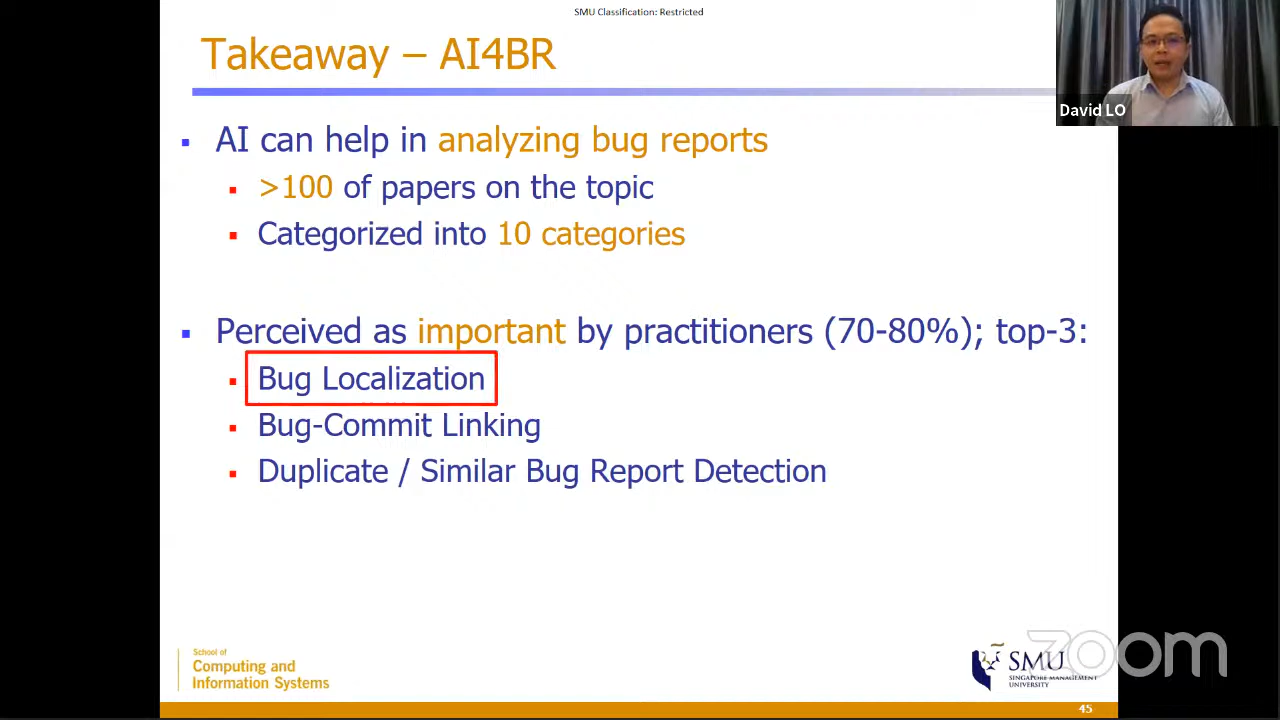 SMU Classification: Restricted
Takeaway – AI4BR
David LO
AI can help in analyzing bug reports
>100 of papers on the topic
Categorized into 10 categories
Perceived as important by practitioners (70-80%); top-3:
Bug Localization
Bug-Commit Linking
Duplicate / Similar Bug Report Detection
School of
Computing and
Information Systems
SMU
SINGAPORE MANAGEMENT
UNIVERSITY
zoom
45